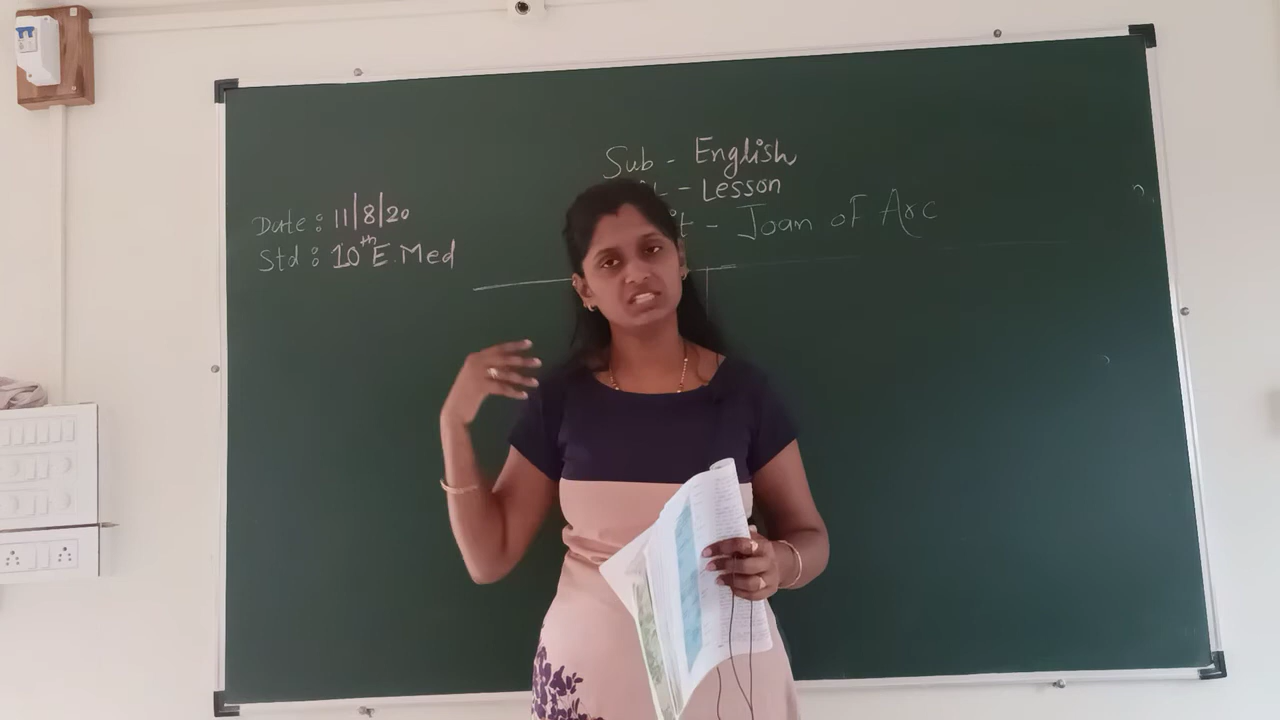 Sub - English
- Lesson
- Joan of Arc
Date : 11/8/20
Std : 10th E.Med